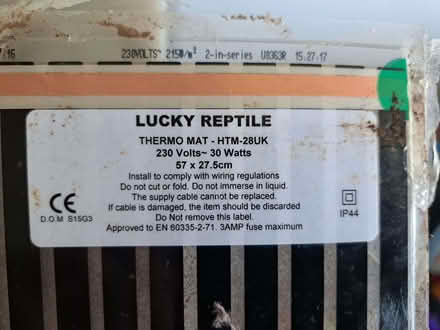 7:16 230VOLTS~ 215W/m² 2-in-series U0363R 15:27:17
LUCKY REPTILE
THERMO MAT - HTM-28UK
230 Volts~ 30 Watts
57 x 27.5cm
Install to comply with wiring regulations
Do not cut or fold. Do not immerse in liquid.
The supply cable cannot be replaced.
If cable is damaged, the item should be discarded
Do Not remove this label.
Approved to EN 60335-2-71. 3AMP fuse maximum
CE
D.O.M S15G3
IP44